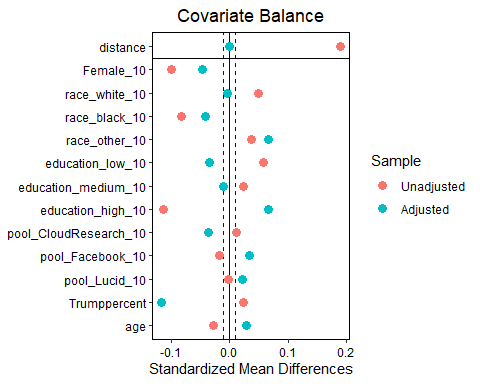 Covariate Balance
distance
Female_10
race_white_10
race_black_10
race_other_10
education_low_10
education_medium_10
education_high_10
pool_CloudResearch_10
pool_Facebook_10
pool_Lucid_10
Trumppercent
age
-0.1 0.0 0.1 0.2
Standardized Mean Differences
Sample
Unadjusted
Adjusted